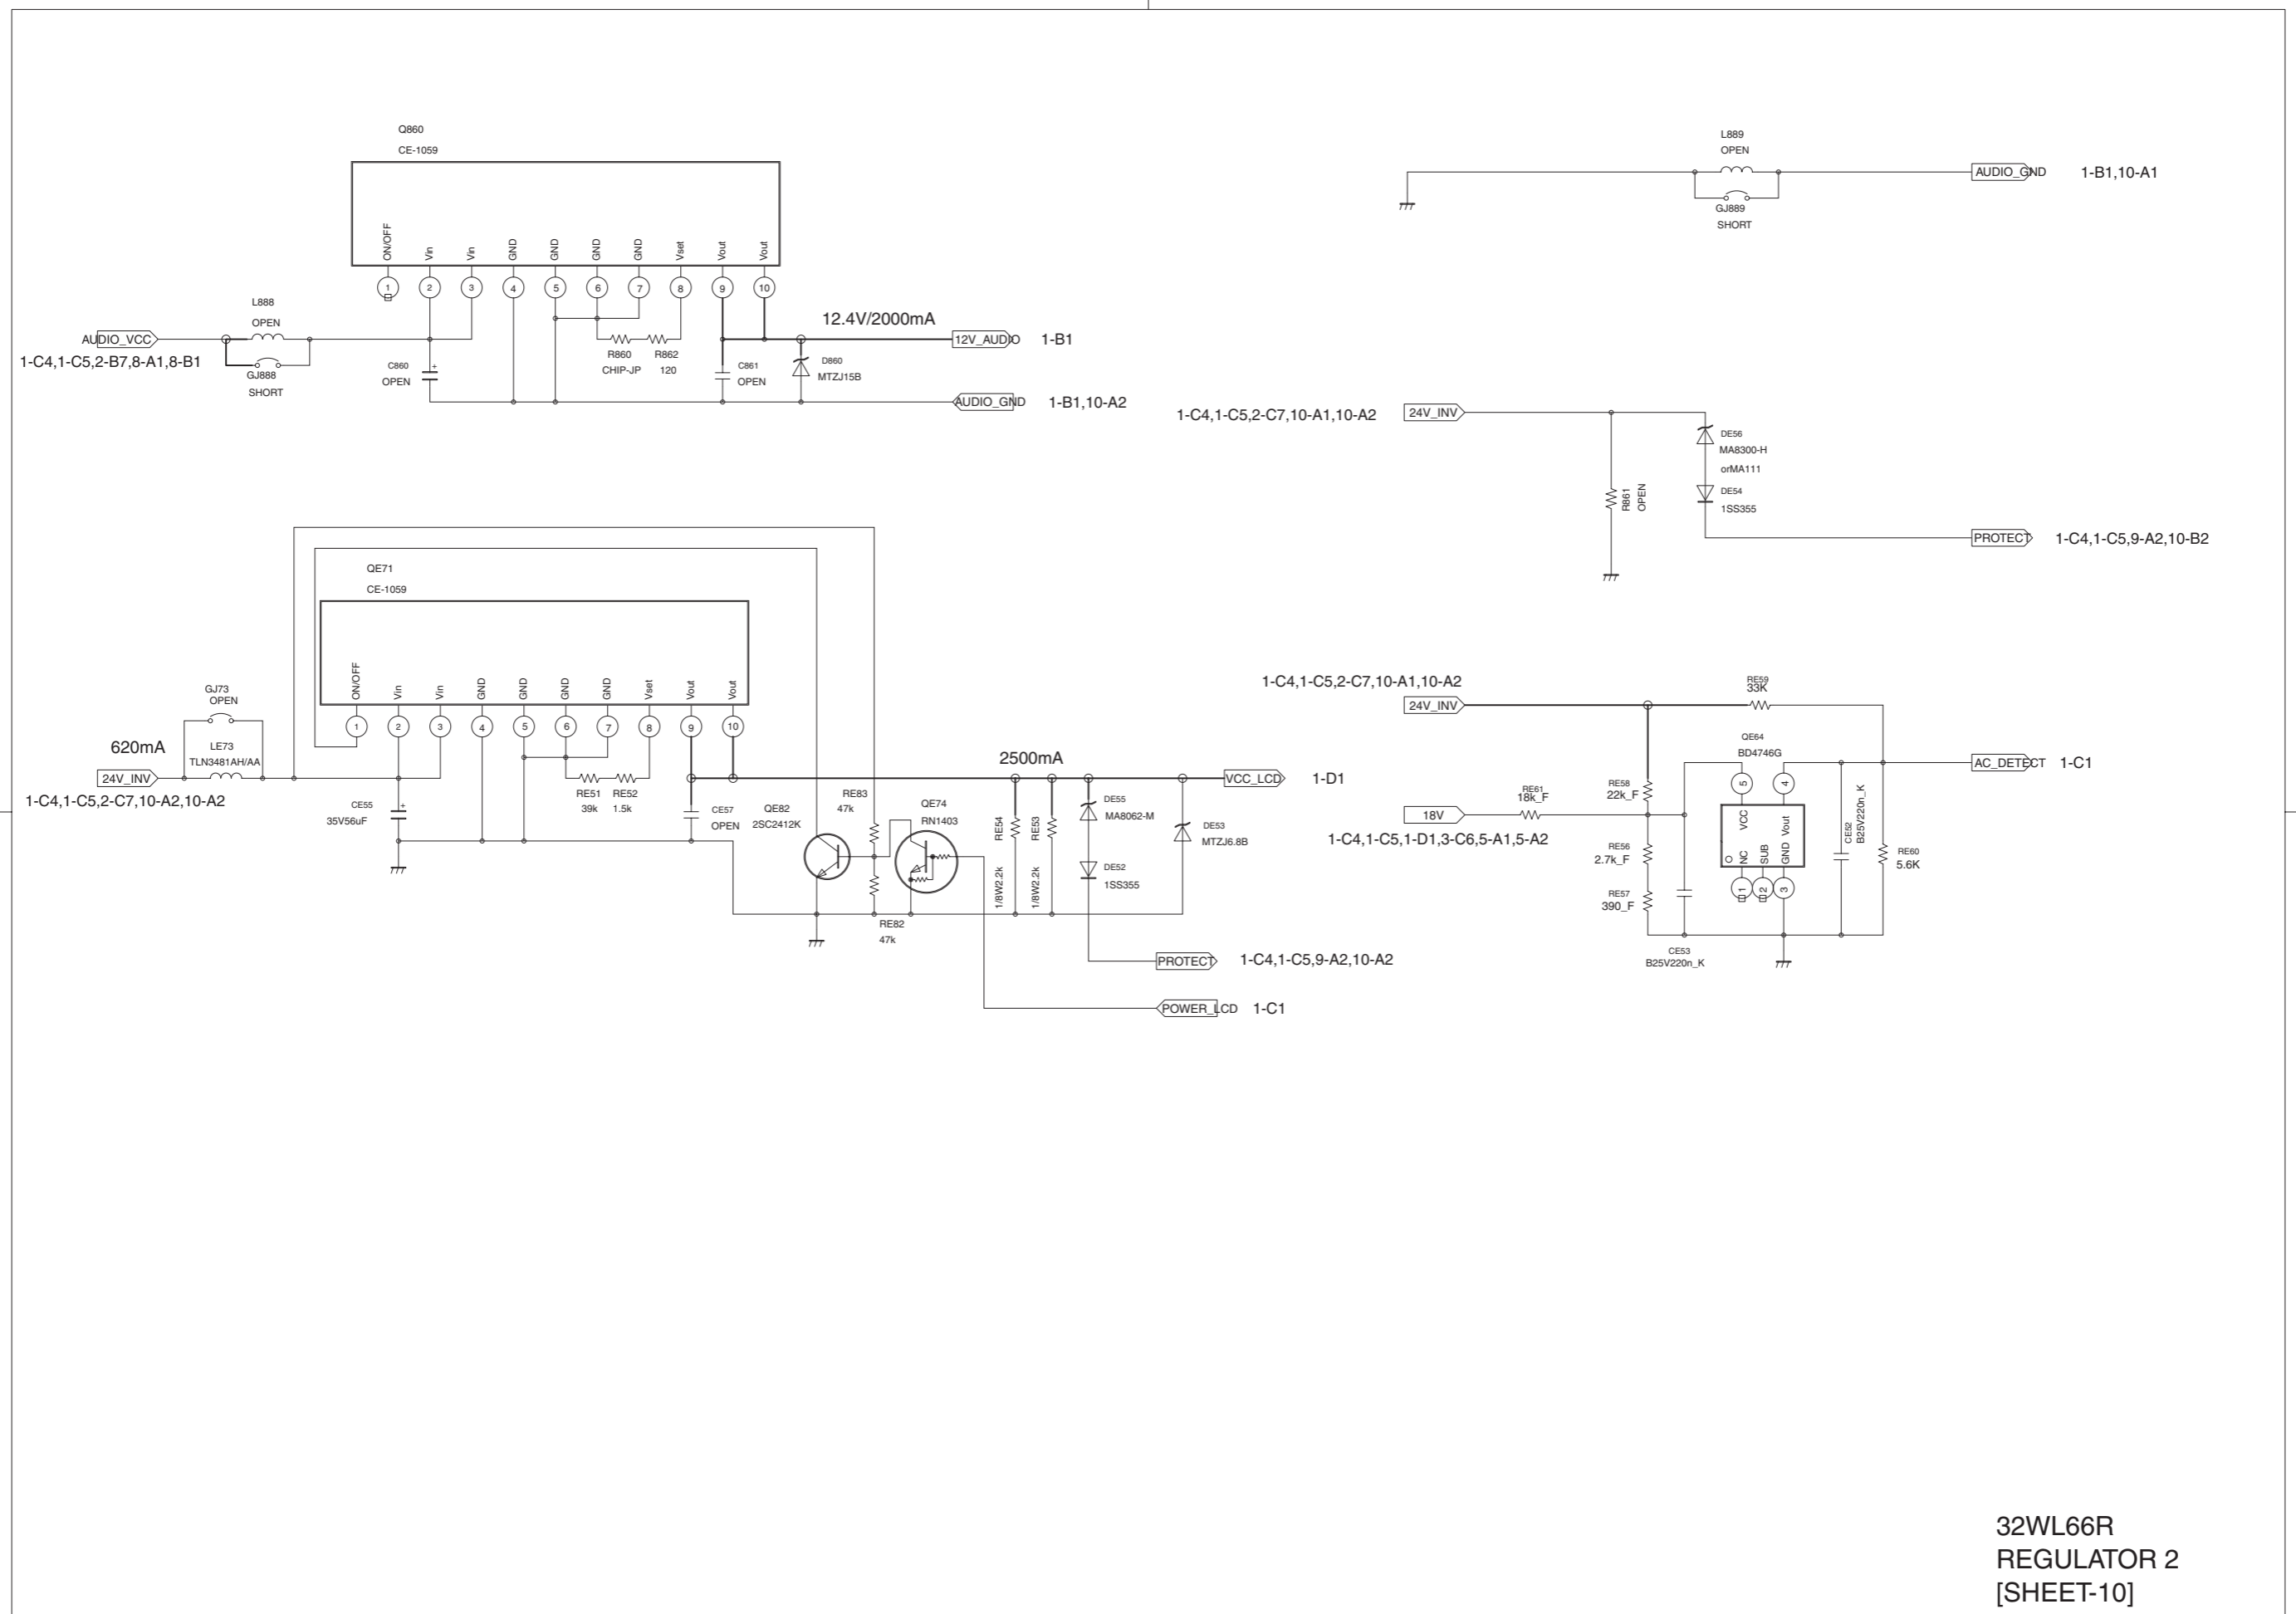 Q860
CE-1059
ON/OFF Vin Vin GND GND GND GND Vset Vout Vout
1 2 3 4 5 6 7 8 9 10
L888
OPEN
AUDIO_VCC
1-C4,1-C5,2-B7,8-A1,8-B1
GJ888
SHORT
C860
OPEN
+
R860
CHIP-JP
R862
120
C861
OPEN
12.4V/2000mA
D860
MTZJ15B
12V_AUDIO 1-B1
AUDIO_GND 1-B1,10-A2
L889
OPEN
GJ889
SHORT
AUDIO_GND 1-B1,10-A1
1-C4,1-C5,2-C7,10-A1,10-A2
24V_INV
R861
OPEN
DE56
MA8300-H
orMA111
DE54
1SS355
PROTECT 1-C4,1-C5,9-A2,10-B2
QE71
CE-1059
ON/OFF Vin Vin GND GND GND GND Vset Vout Vout
1 2 3 4 5 6 7 8 9 10
GJ73
OPEN
620mA
LE73
TLN3481AH/AA
24V_INV
1-C4,1-C5,2-C7,10-A2,10-A2
CE55
35V56uF
+
RE51
39k
RE52
1.5k
CE57
OPEN
QE82
2SC2412K
RE83
47k
QE74
RN1403
RE82
47k
2500mA
RE54
1/8W2.2k
RE53
1/8W2.2k
DE55
MA8062-M
DE52
1SS355
DE53
MTZJ6.8B
VCC_LCD 1-D1
PROTECT 1-C4,1-C5,9-A2,10-A2
POWER_LCD 1-C1
1-C4,1-C5,2-C7,10-A1,10-A2
24V_INV
RE59
33K
QE64
BD4746G
5 4
VCC Vout
NC SUB GND
1 2 3
RE58
22k_F
RE61
18k_F
18V
1-C4,1-C5,1-D1,3-C6,5-A1,5-A2
RE56
2.7k_F
RE57
390_F
CE53
B25V220n_K
CE52
B25V220n_K
RE60
5.6K
AC_DETECT 1-C1
32WL66R
REGULATOR 2
[SHEET-10]